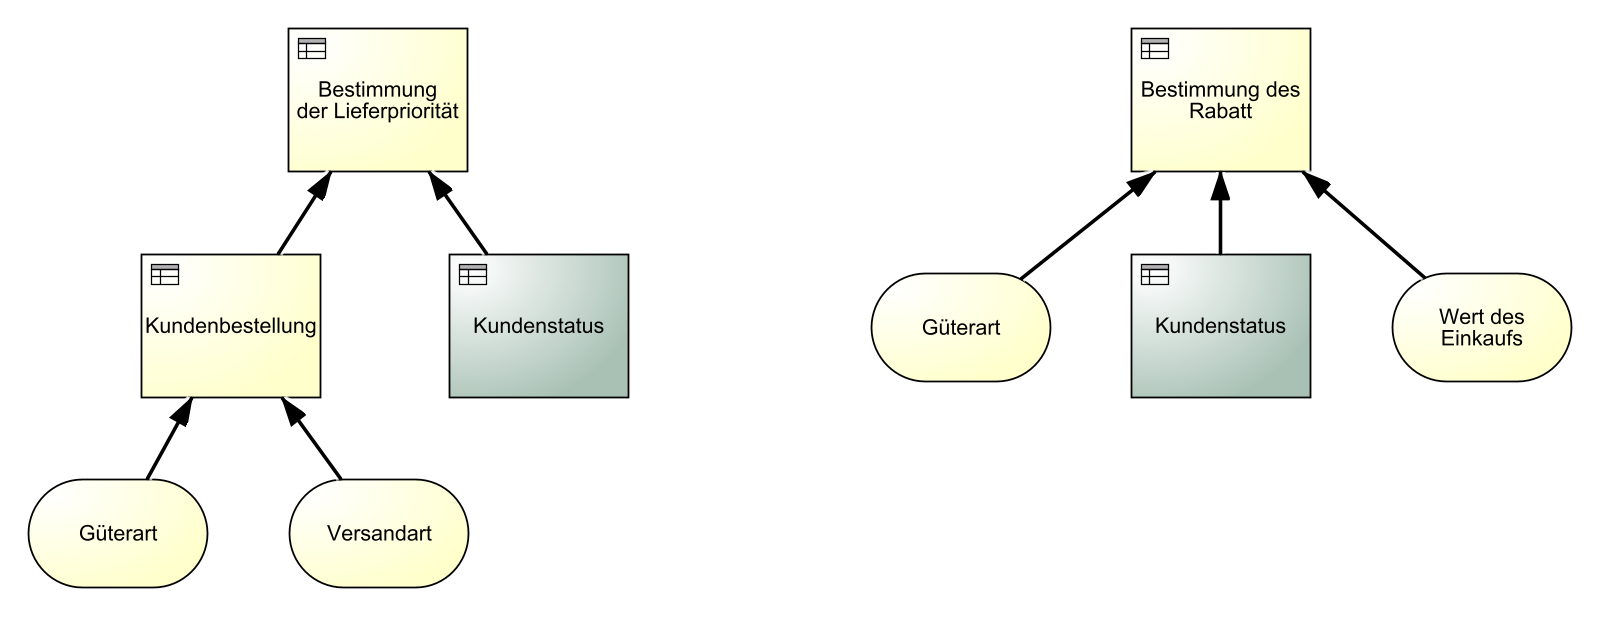 Bestimmung
der Lieferpriorität
Kundenbestellung
Kundenstatus
Güterart
Versandart
Bestimmung des
Rabatt
Güterart
Kundenstatus
Wert des
Einkaufs